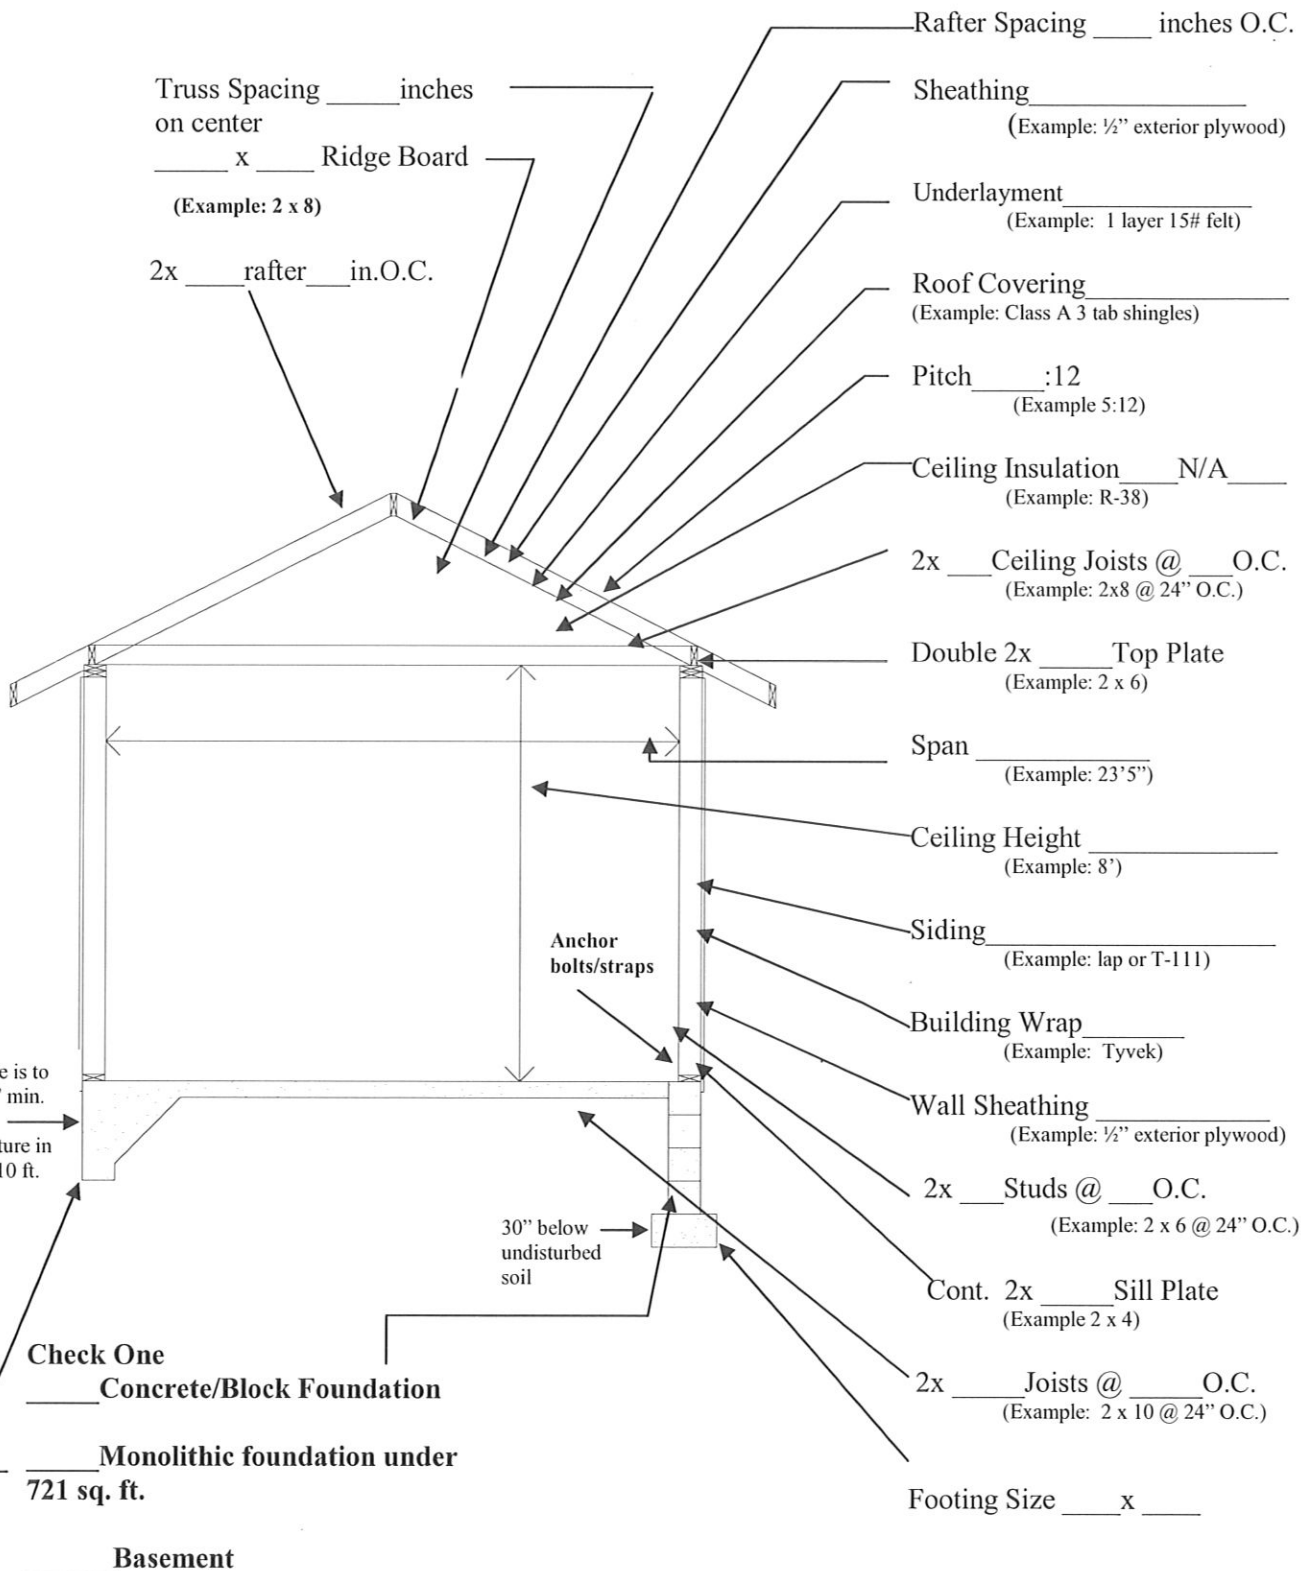 Rafter Spacing ____ inches O.C.
Truss Spacing _____inches
on center
_____ x ____ Ridge Board
(Example: 2 x 8)
2x ____rafter___in.O.C.
Sheathing_______________
(Example: ½” exterior plywood)
Underlayment_____________
(Example: 1 layer 15# felt)
Roof Covering______________
(Example: Class A 3 tab shingles)
Pitch_____:12
(Example 5:12)
Ceiling Insulation____N/A____
(Example: R-38)
2x ___Ceiling Joists @ ___O.C.
(Example: 2x8 @ 24” O.C.)
Double 2x _____Top Plate
(Example: 2 x 6)
Span ____________
(Example: 23’5”)
Ceiling Height _____________
(Example: 8’)
Siding____________________
(Example: lap or T-111)
Building Wrap_______
(Example: Tyvek)
Wall Sheathing ____________
(Example: ½” exterior plywood)
2x ___Studs @ ___O.C.
(Example: 2 x 6 @ 24” O.C.)
Cont. 2x _____Sill Plate
(Example 2 x 4)
2x _____Joists @ _____O.C.
(Example: 2 x 10 @ 24” O.C.)
Footing Size ____x ____
Anchor
bolts/straps
e is to
” min.
ture in
10 ft.
30” below
undisturbed
soil
Check One
_____Concrete/Block Foundation
_____Monolithic foundation under
721 sq. ft.
Basement